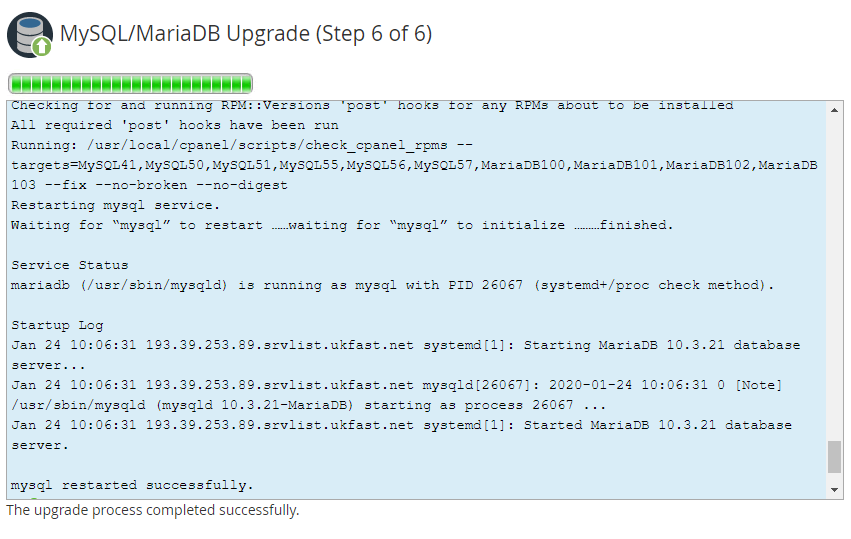 MySQL/MariaDB Upgrade (Step 6 of 6)
Checking for and running RPM::Versions 'post' hooks for any RPMs about to be installed
All required 'post' hooks have been run
Running: /usr/local/cpanel/scripts/check_cpanel_rpms --
targets=MySQL41,MySQL50,MySQL51,MySQL55,MySQL56,MySQL57,MariaDB100,MariaDB101,MariaDB102,MariaDB
103 --fix --no-broken --no-digest
Restarting mysql service.
Waiting for “mysql” to restart ……waiting for “mysql” to initialize ………finished.
Service Status
mariadb (/usr/sbin/mysqld) is running as mysql with PID 26067 (systemd+/proc check method).
Startup Log
Jan 24 10:06:31 193.39.253.89.srvlist.ukfast.net systemd[1]: Starting MariaDB 10.3.21 database
server...
Jan 24 10:06:31 193.39.253.89.srvlist.ukfast.net mysqld[26067]: 2020-01-24 10:06:31 0 [Note]
/usr/sbin/mysqld (mysqld 10.3.21-MariaDB) starting as process 26067 ...
Jan 24 10:06:31 193.39.253.89.srvlist.ukfast.net systemd[1]: Started MariaDB 10.3.21 database
server.
mysql restarted successfully.
The upgrade process completed successfully.